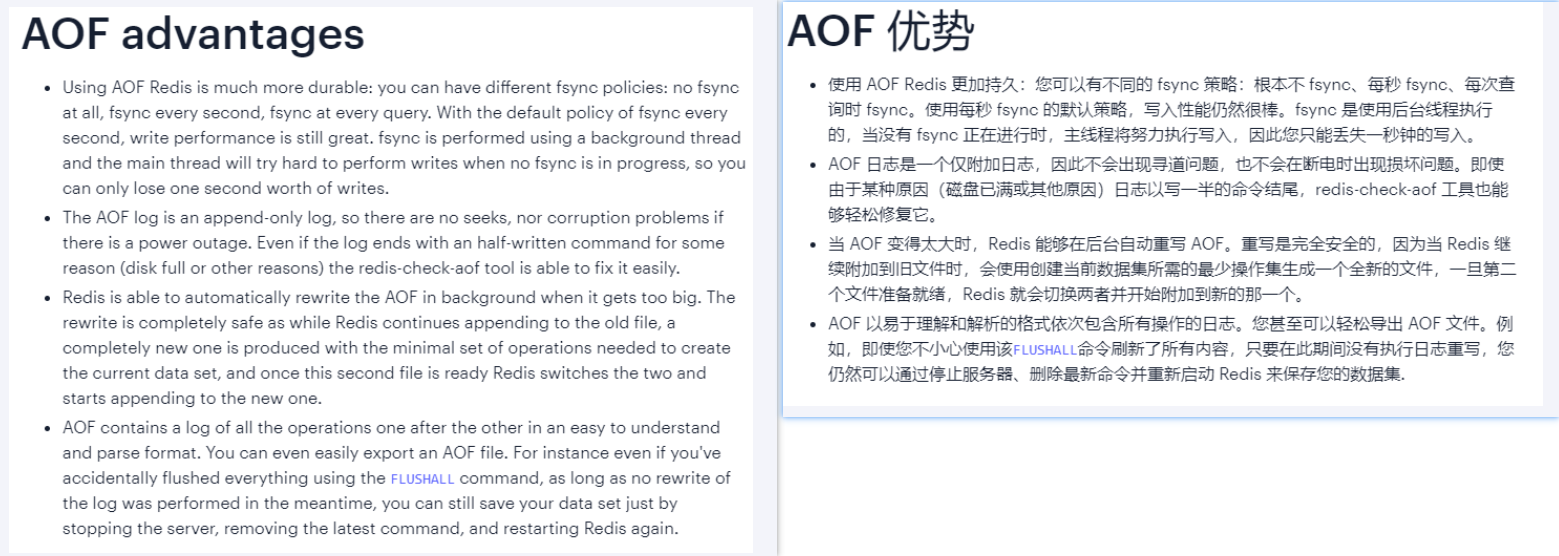 AOF advantages
Using AOF Redis is much more durable: you can have different fsync policies: no fsync
at all, fsync every second, fsync at every query. With the default policy of fsync every
second, write performance is still great. fsync is performed using a background thread
and the main thread will try hard to perform writes when no fsync is in progress, so you
can only lose one second worth of writes.
The AOF log is an append-only log, so there are no seeks, nor corruption problems if
there is a power outage. Even if the log ends with an half-written command for some
reason (disk full or other reasons) the redis-check-aof tool is able to fix it easily.
Redis is able to automatically rewrite the AOF in background when it gets too big. The
rewrite is completely safe as while Redis continues appending to the old file, a
completely new one is produced with the minimal set of operations needed to create
the current data set, and once this second file is ready Redis switches the two and
starts appending to the new one.
AOF contains a log of all the operations one after the other in an easy to understand
and parse format. You can even easily export an AOF file. For instance even if you've
accidentally flushed everything using the FLUSHALL command, as long as no rewrite of
the log was performed in the meantime, you can still save your data set just by
stopping the server, removing the latest command, and restarting Redis again.
AOF 优势
使用 AOF Redis 更加持久：您可以有不同的 fsync 策略：根本不 fsync、每秒 fsync、每次查
询时 fsync。使用每秒 fsync 的默认策略，写入性能仍然很棒。fsync 是使用后台线程执行
的，当没有 fsync 正在进行时，主线程将努力执行写入，因此您只能丢失一秒钟的写入。
AOF 日志是一个仅附加日志，因此不会出现寻道问题，也不会在断电时出现损坏问题。即使
由于某种原因（磁盘已满或其他原因）日志以写一半的命令结尾，redis-check-aof 工具也能
够轻松修复它。
当 AOF 变得太大时，Redis 能够在后台自动重写 AOF。重写是完全安全的，因为当 Redis 继
续附加到旧文件时，会使用创建当前数据集所需的最少操作集生成一个全新的文件，一旦第二
个文件准备就绪，Redis 就会切换两者并开始附加到新的那一个。
AOF 以易于理解和解析的格式依次包含所有操作的日志。您甚至可以轻松导出 AOF 文件。例
如，即使您不小心使用该FLUSHALL命令刷新了所有内容，只要在此期间没有执行日志重写，您
仍然可以通过停止服务器、删除最新命令并重新启动 Redis 来保存您的数据集.